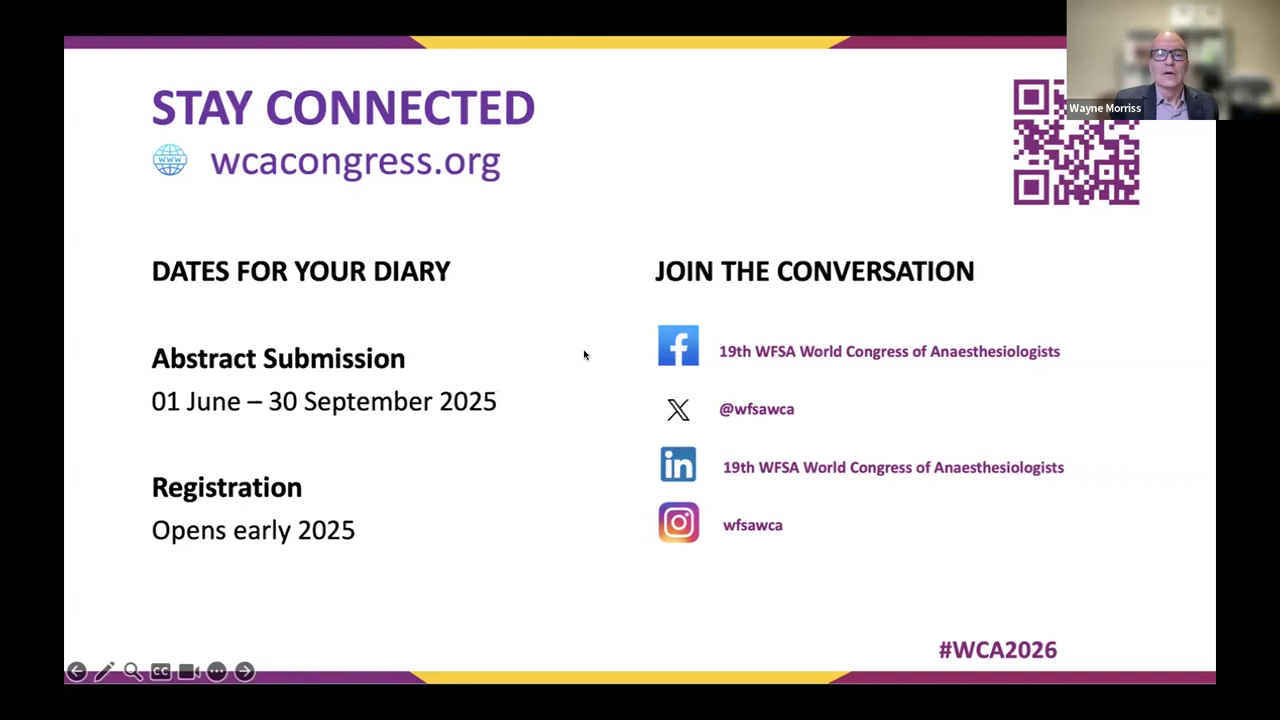 Wayne Morriss
STAY CONNECTED
www
wcacongress.org
DATES FOR YOUR DIARY
Abstract Submission
01 June – 30 September 2025
Registration
Opens early 2025
JOIN THE CONVERSATION
19th WFSA World Congress of Anaesthesiologists
@wfsawca
19th WFSA World Congress of Anaesthesiologists
wfsawca
#WCA2026
CC